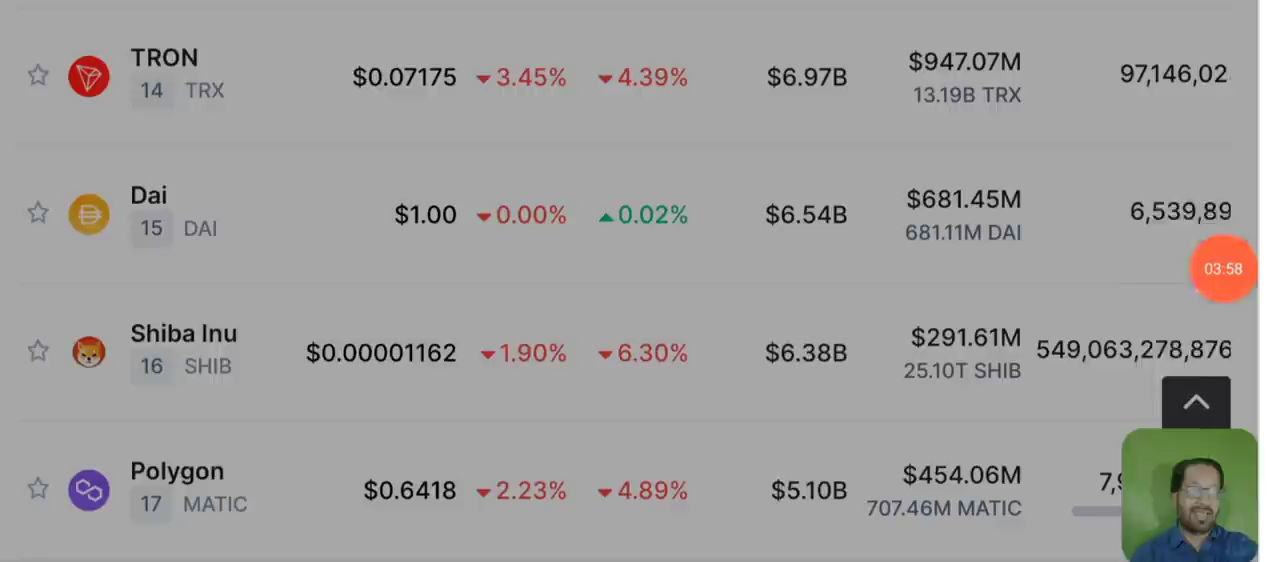 TRON
14 TRX
$0.07175 3.45% 4.39% $6.97B
$947.07M
13.19B TRX
97,146,02
Dai
15 DAI
$1.00 0.00% 0.02% $6.54B
$681.45M
681.11M DAI
6,539,89
03:58
Shiba Inu
16 SHIB
$0.00001162 1.90% 6.30% $6.38B
$291.61M
25.10T SHIB
549,063,278,876
Polygon
17 MATIC
$0.6418 2.23% 4.89% $5.10B
$454.06M
707.46M MATIC